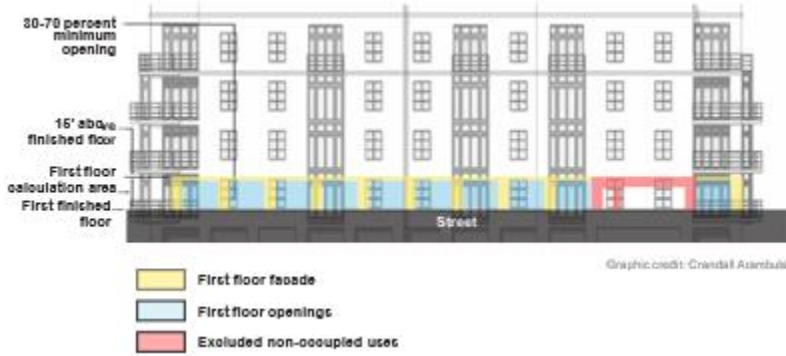 30-70 percent
minimum
opening
15' above
finished floor
First floor
calculation area
First finished
floor
Street
Graphic credit: Crandall Arambula
First floor facade
First floor openings
Excluded non-occupied uses